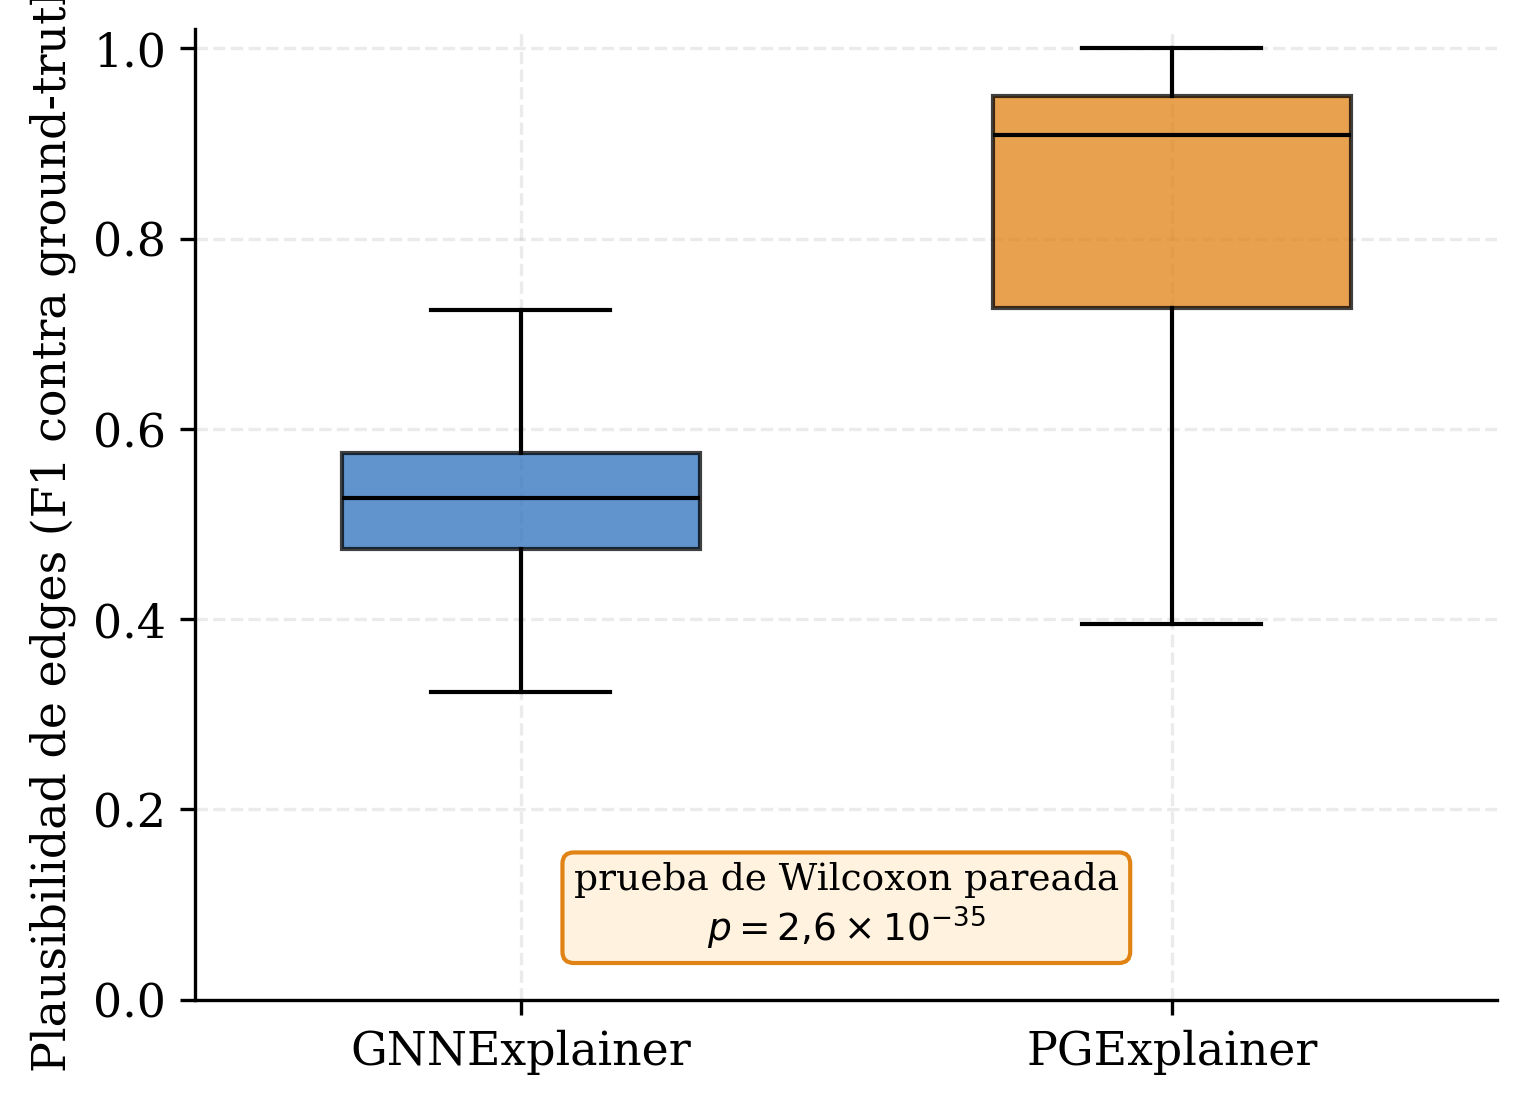 Plausibilidad de edges (F1 contra ground-trut
1.0
0.8
0.6
0.4
0.2
0.0
prueba de Wilcoxon pareada
p = 2,6 × 10⁻³⁵
GNNExplainer
PGExplainer